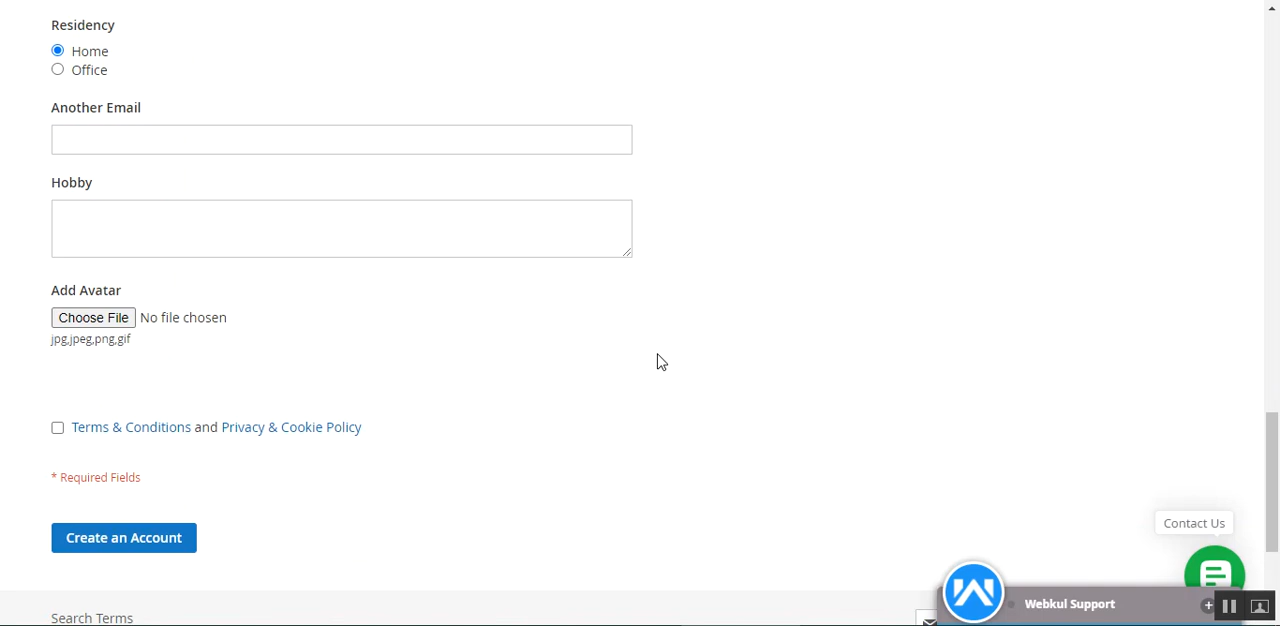 Residency
Home
Office
Another Email
Hobby
Add Avatar
Choose File No file chosen
jpg,jpeg,png,gif
Terms & Conditions and Privacy & Cookie Policy
* Required Fields
Create an Account
Contact Us
Webkul Support
Search Terms